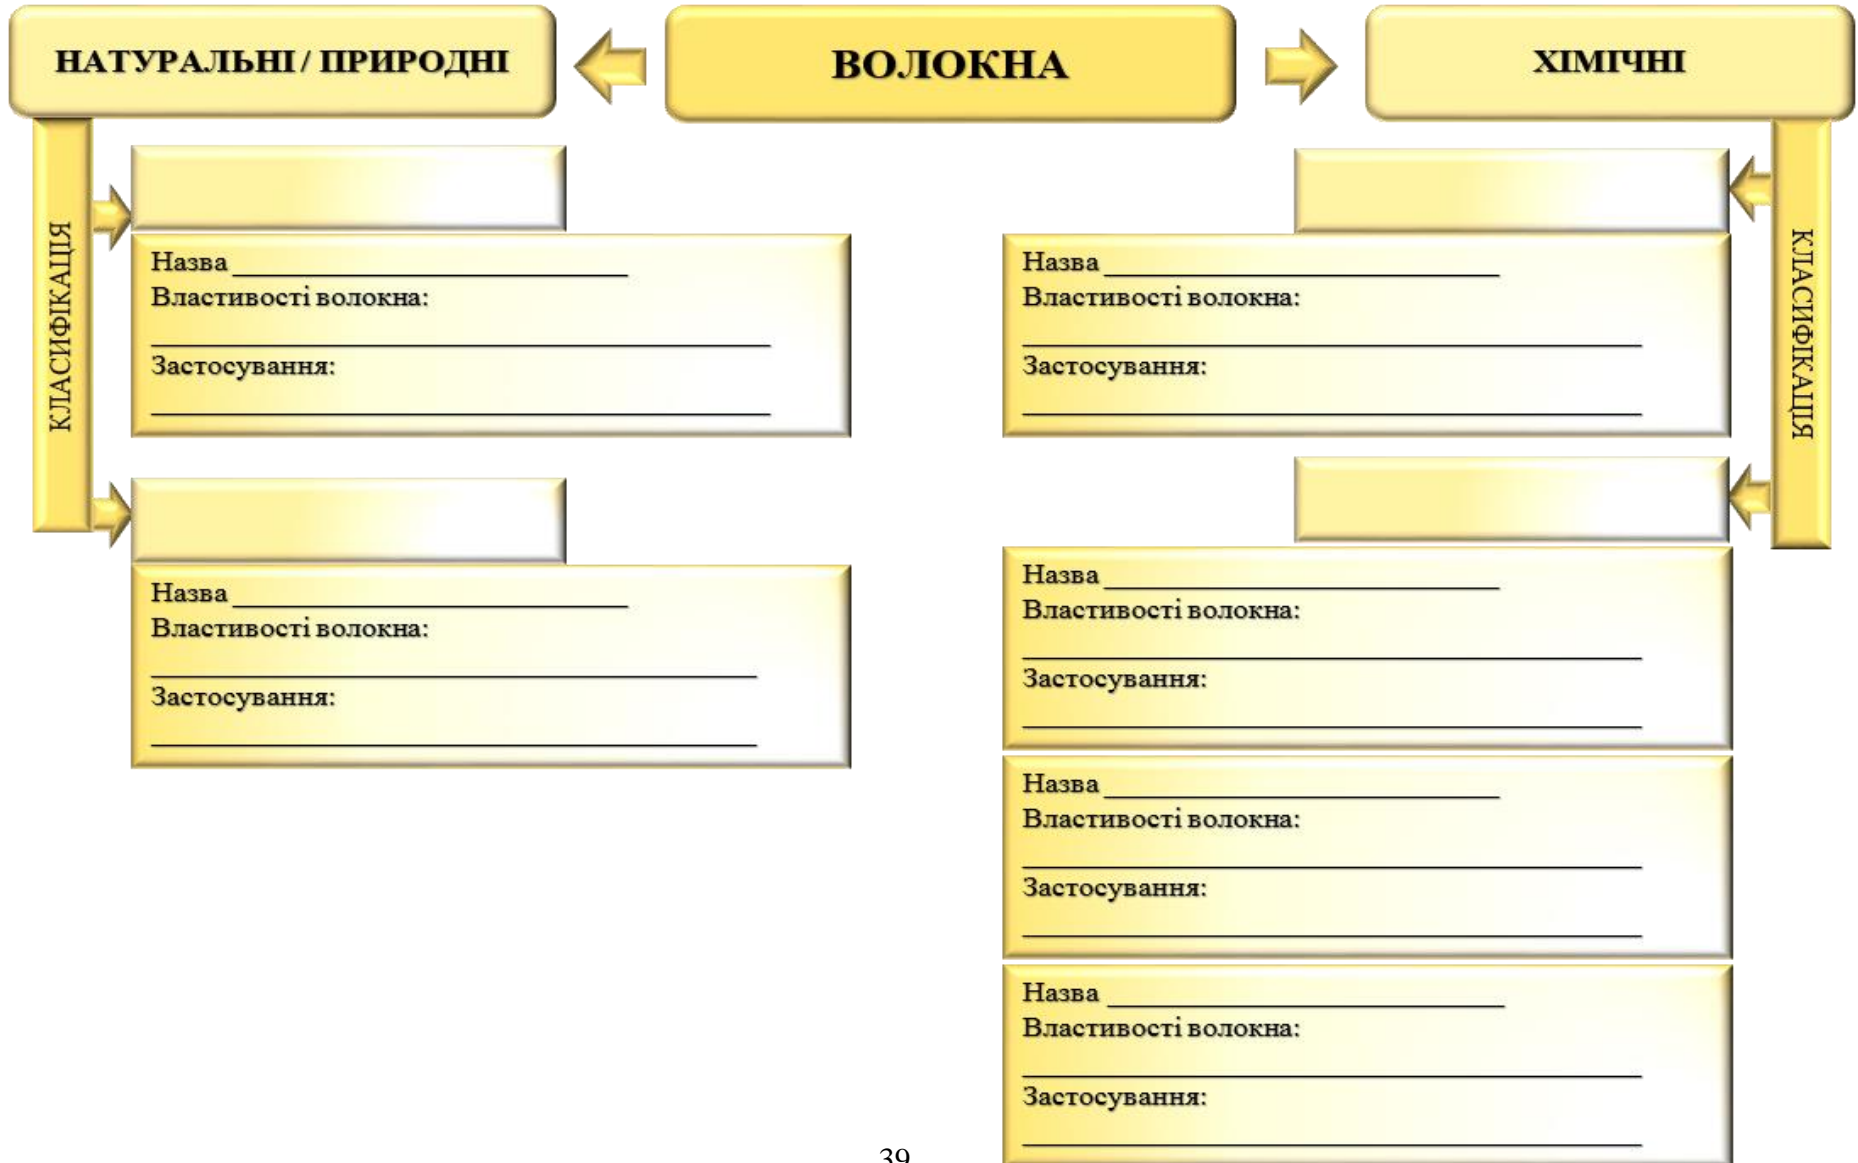 НАТУРАЛЬНІ / ПРИРОДНІ
ВОЛОКНА
ХІМІЧНІ
КЛАСИФІКАЦІЯ
Назва
Властивості волокна:
Застосування:
Назва
Властивості волокна:
Застосування:
КЛАСИФІКАЦІЯ
Назва
Властивості волокна:
Застосування:
Назва
Властивості волокна:
Застосування:
Назва
Властивості волокна:
Застосування:
Назва
Властивості волокна:
Застосування:
39